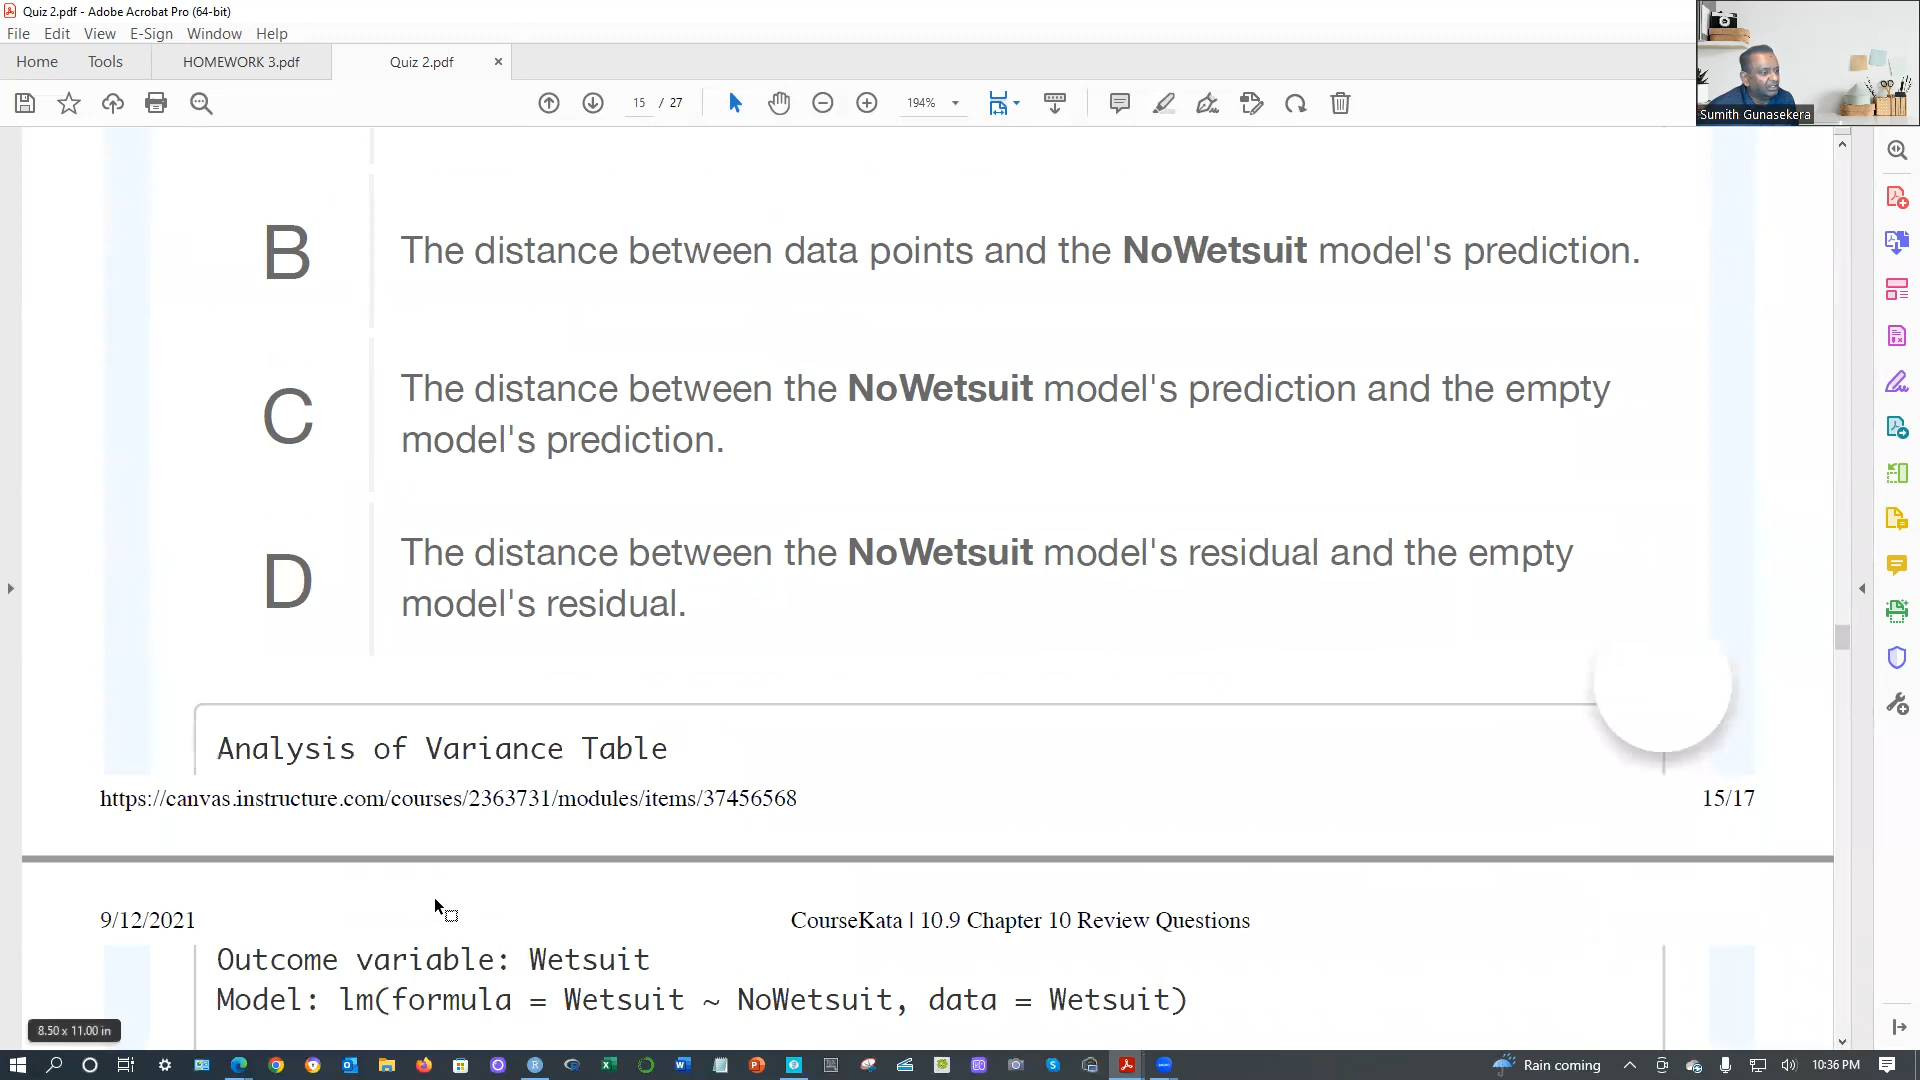 Quiz 2.pdf - Adobe Acrobat Pro (64-bit)
File Edit View E-Sign Window Help
Home Tools HOMEWORK 3.pdf Quiz 2.pdf ×
15 / 27 194%
Sumith Gunasekera
B The distance between data points and the NoWetsuit model's prediction.
C The distance between the NoWetsuit model's prediction and the empty
model's prediction.
D The distance between the NoWetsuit model's residual and the empty
model's residual.
Analysis of Variance Table
https://canvas.instructure.com/courses/2363731/modules/items/37456568 15/17
9/12/2021 CourseKata | 10.9 Chapter 10 Review Questions
Outcome variable: Wetsuit
Model: lm(formula = Wetsuit ~ NoWetsuit, data = Wetsuit)
8.50 x 11.00 in
Rain coming 10:36 PM